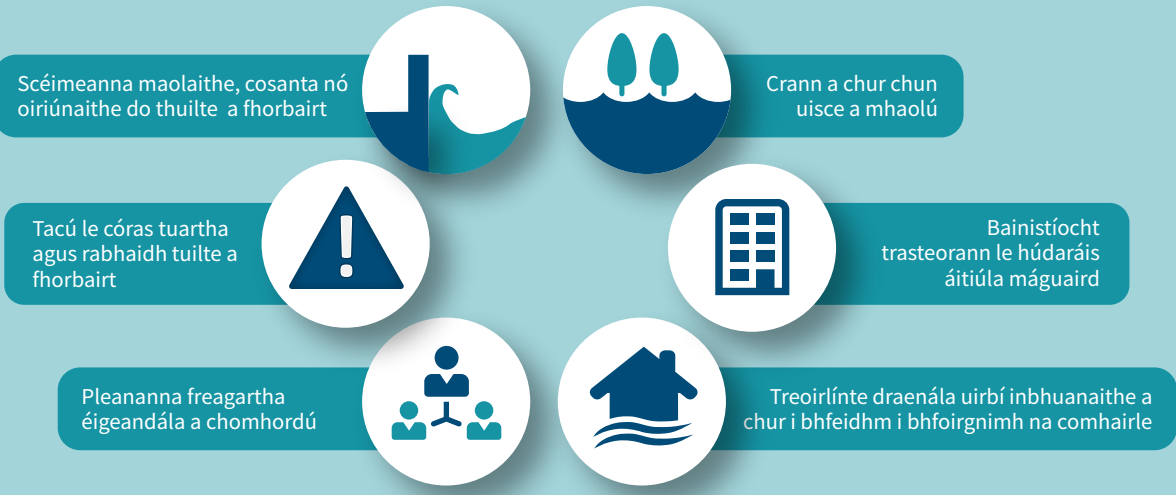 Scéimeanna maolaithe, cosanta nó
oiriúnaithe do thuilte a fhorbairt
Crann a chur chun
uisce a mhaolú
Tacú le córas tuartha
agus rabhaidh tuilte a
fhorbairt
Bainistíocht
trasteorann le húdaráis
áitiúla máguaird
Pleananna freagartha
éigeandála a chomhordú
Treoirlínte draenála uirbí inbhuanaithe a
chur i bhfeidhm i bhfoirgnimh na comhairle